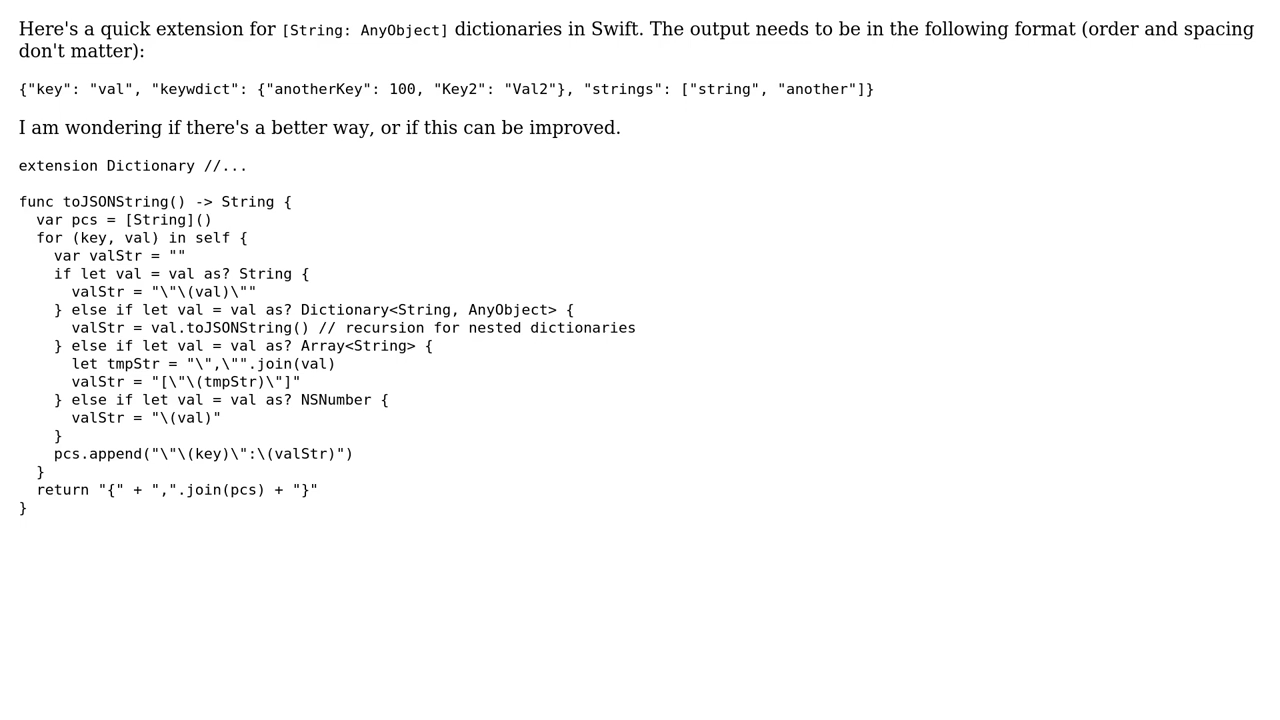 Here's a quick extension for [String: AnyObject] dictionaries in Swift. The output needs to be in the following format (order and spacing
don't matter):
{"key": "val", "keywdict": {"anotherKey": 100, "Key2": "Val2"}, "strings": ["string", "another"]}
I am wondering if there's a better way, or if this can be improved.
extension Dictionary //...
func toJSONString() -> String {
  var pcs = [String]()
  for (key, val) in self {
    var valStr = ""
    if let val = val as? String {
      valStr = "\"\(val)\""
    } else if let val = val as? Dictionary<String, AnyObject> {
      valStr = val.toJSONString() // recursion for nested dictionaries
    } else if let val = val as? Array<String> {
      let tmpStr = "\",\"".join(val)
      valStr = "[\"\(tmpStr)\"]"
    } else if let val = val as? NSNumber {
      valStr = "\(val)"
    }
    pcs.append("\"\(key)\":\(valStr)")
  }
  return "{" + ",".join(pcs) + "}"
}